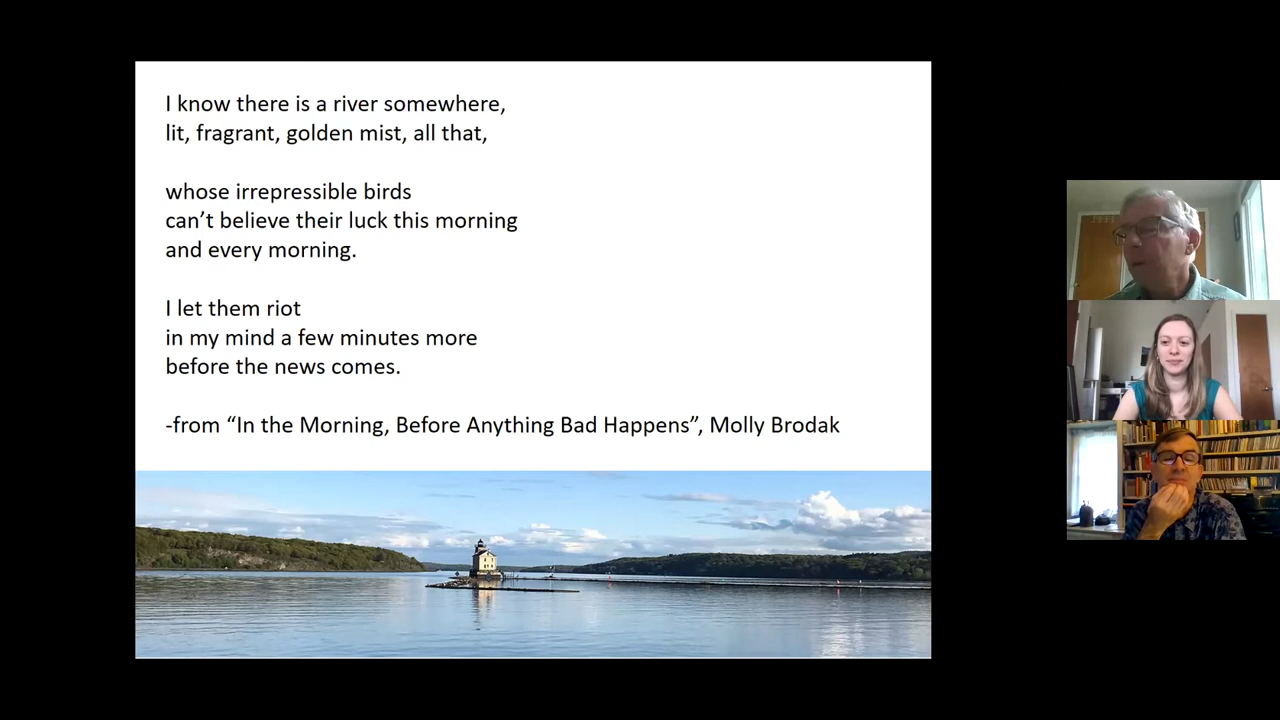 I know there is a river somewhere,
lit, fragrant, golden mist, all that,
whose irrepressible birds
can’t believe their luck this morning
and every morning.
I let them riot
in my mind a few minutes more
before the news comes.
-from “In the Morning, Before Anything Bad Happens”, Molly Brodak